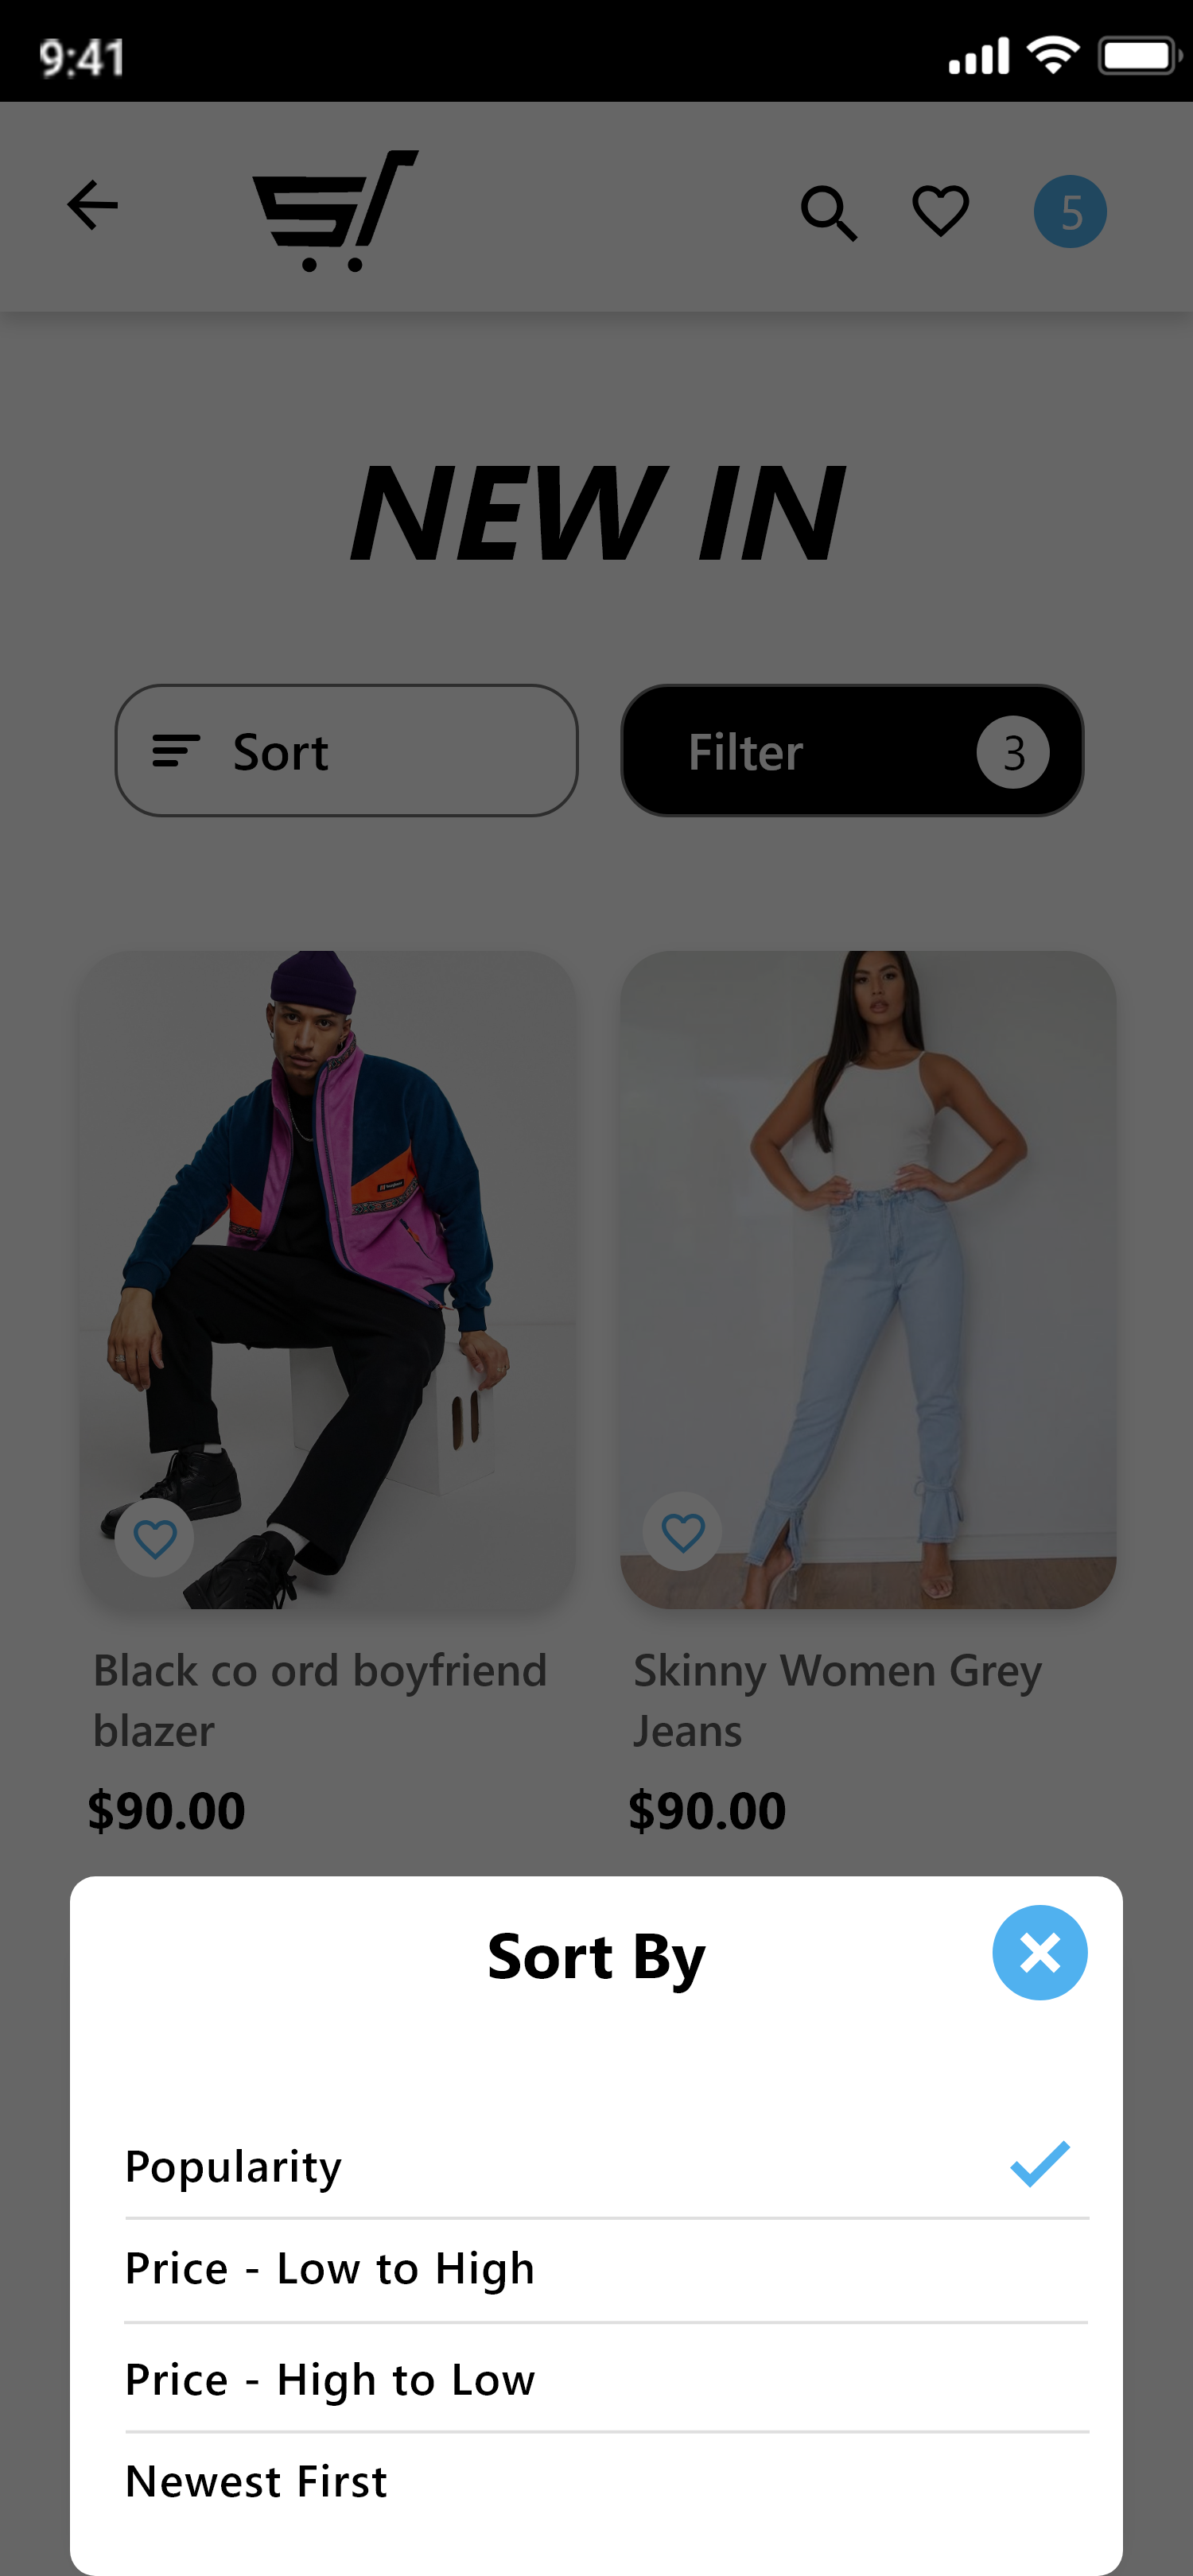 9:41
5
NEW IN
Sort
Filter
3
Black co ord boyfriend
blazer
$90.00
Skinny Women Grey
Jeans
$90.00
Sort By
Popularity
Price - Low to High
Price - High to Low
Newest First